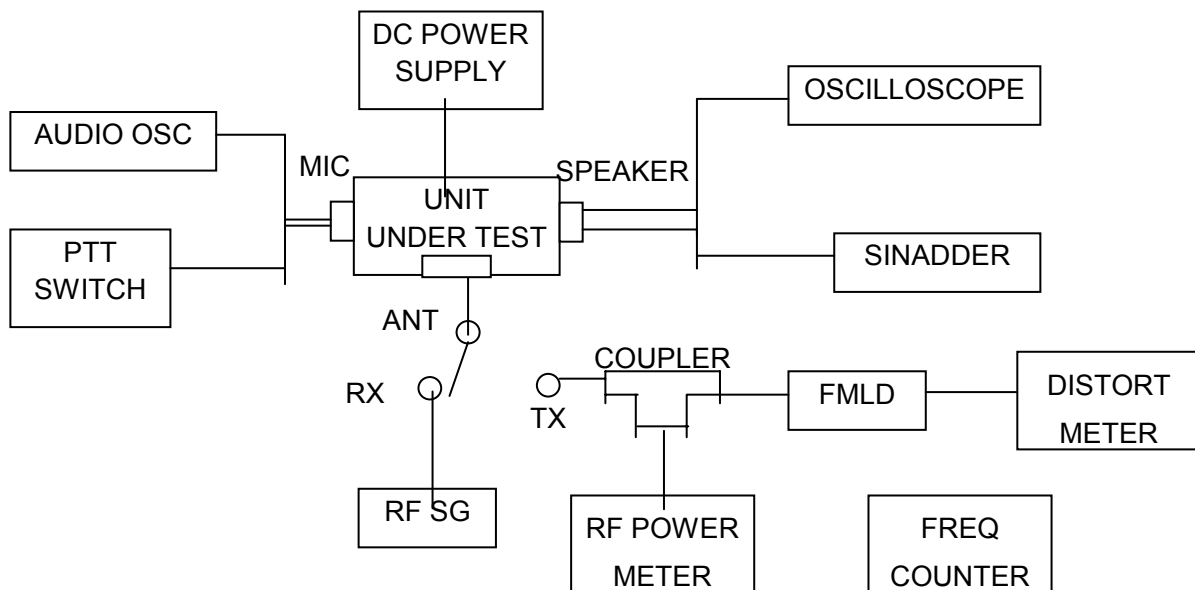 DC POWER
SUPPLY
OSCILLOSCOPE
AUDIO OSC
MIC
SPEAKER
UNIT
UNDER TEST
PTT
SWITCH
SINADDER
ANT
COUPLER
RX
TX
FMLD
DISTORT
METER
RF SG
RF POWER
METER
FREQ
COUNTER